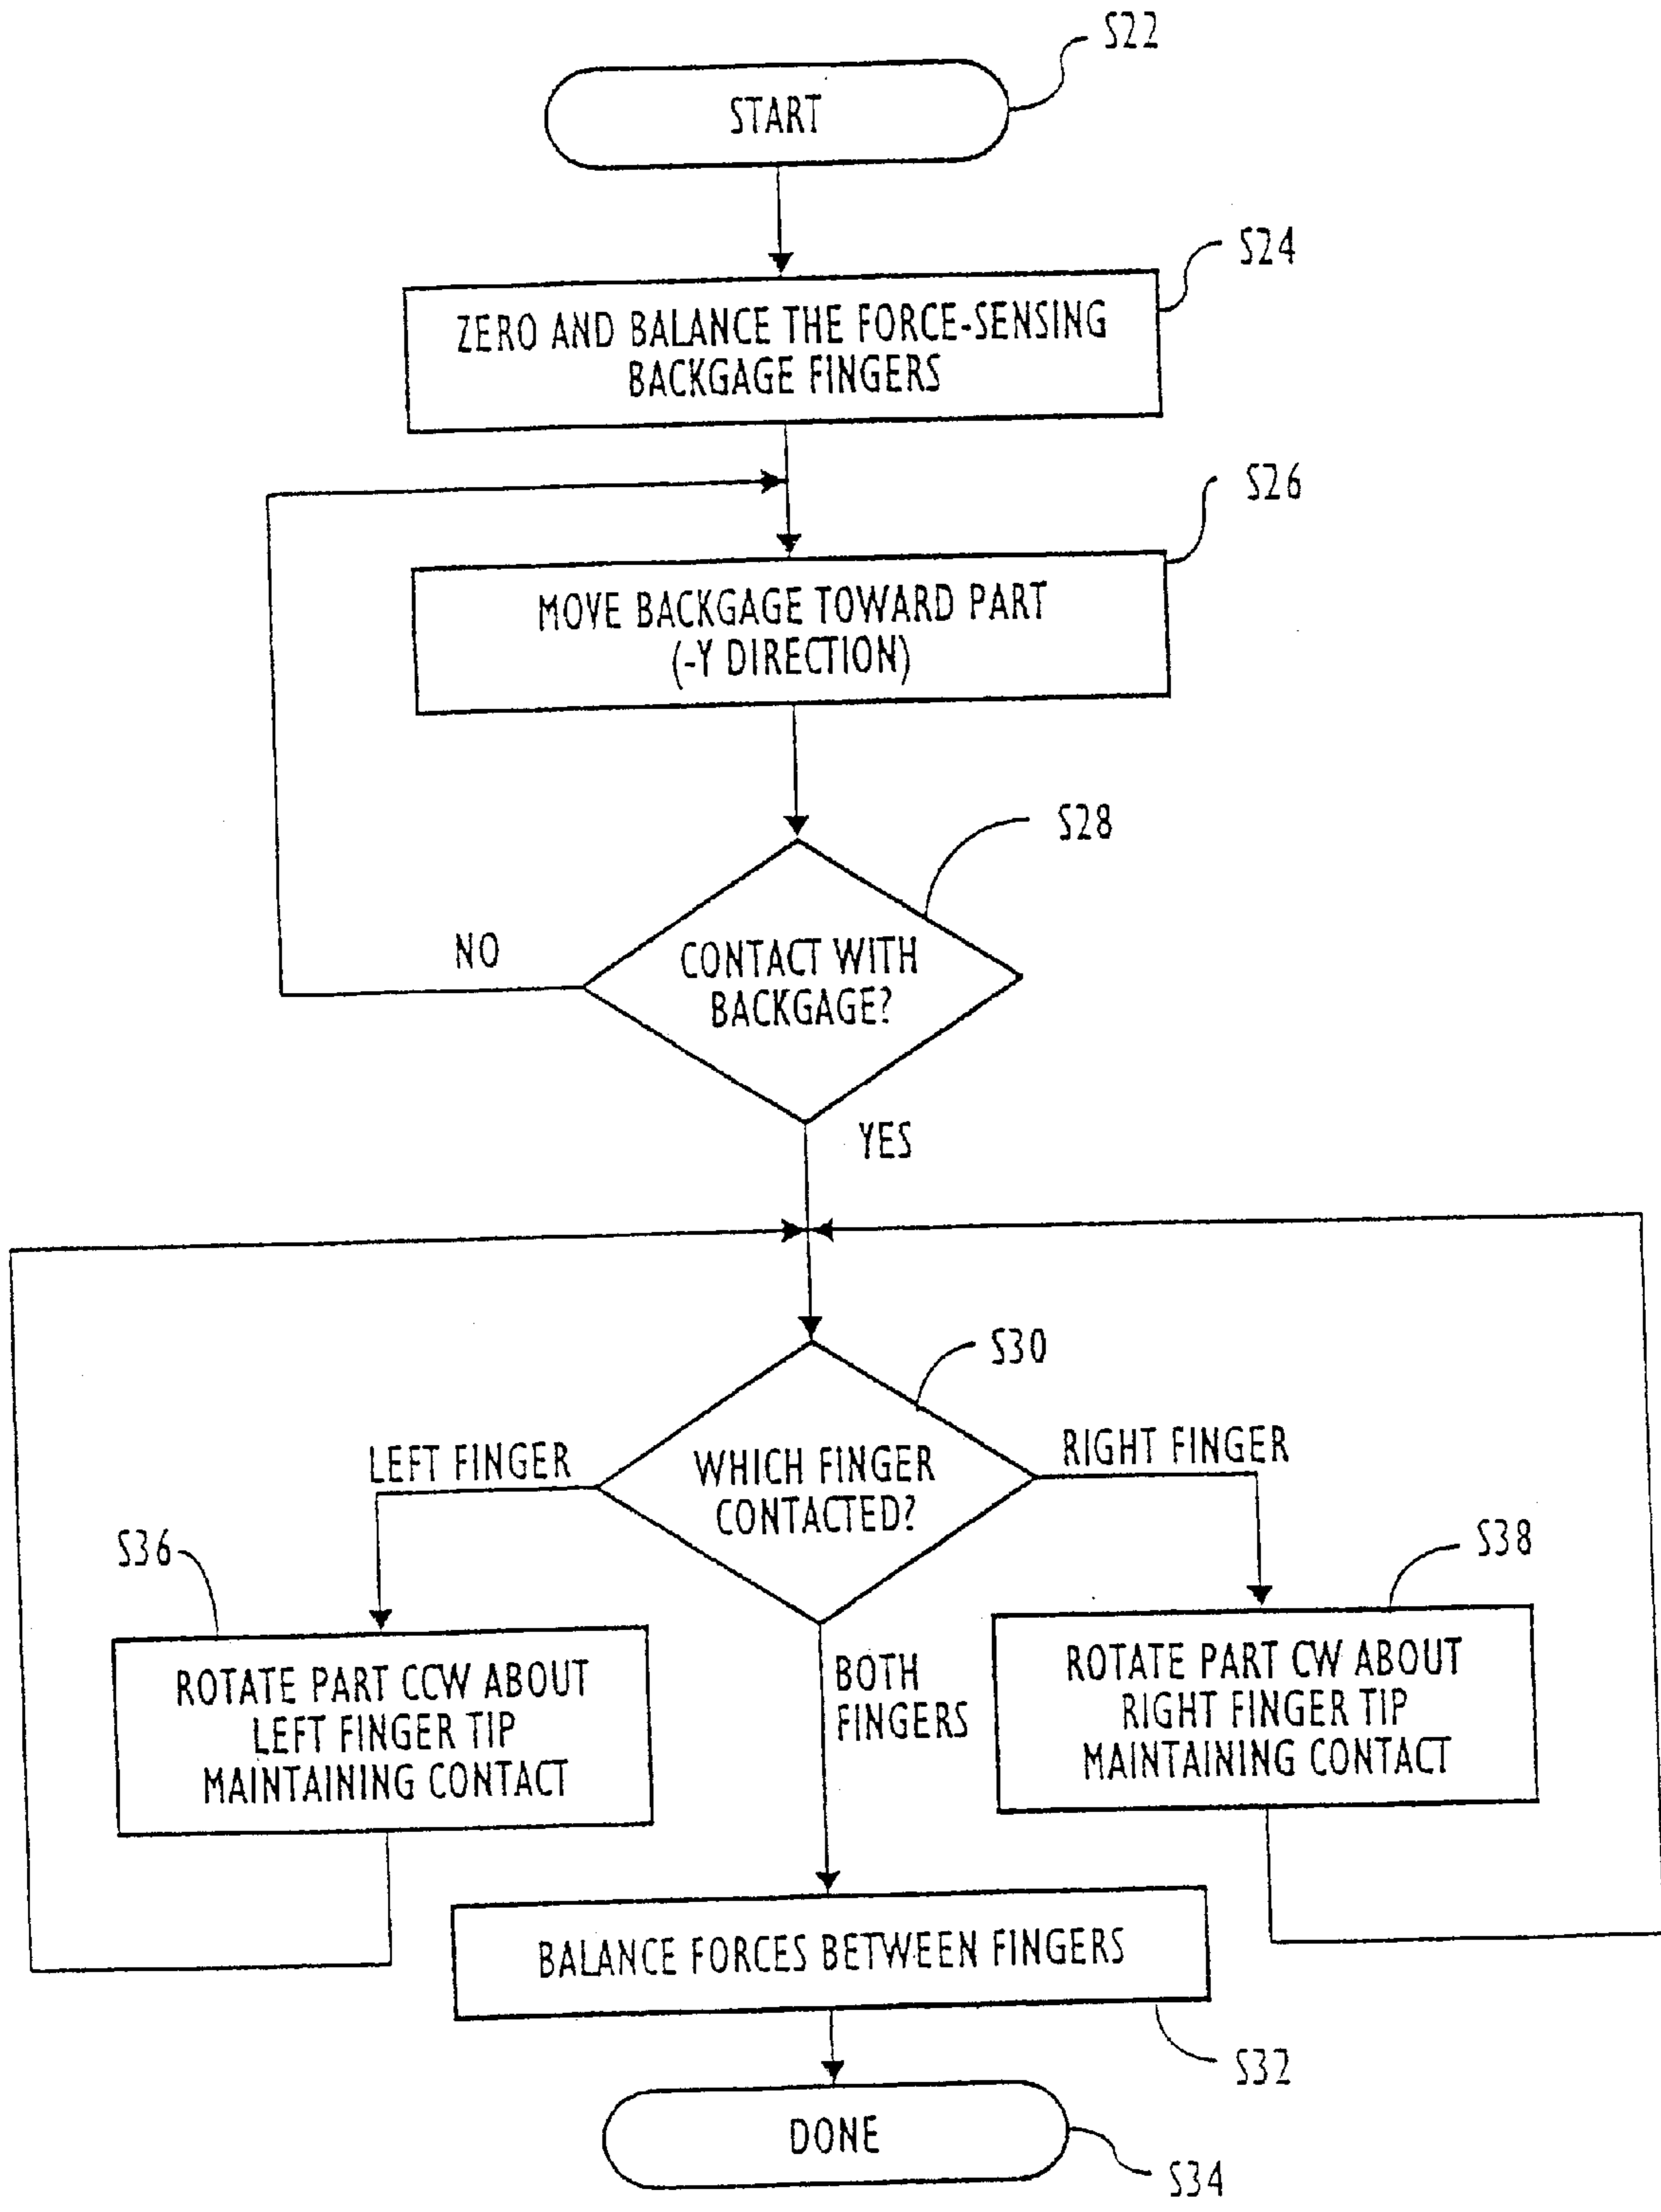 S22
START
S24
ZERO AND BALANCE THE FORCE-SENSING
BACKGAGE FINGERS
S26
MOVE BACKGAGE TOWARD PART
(-Y DIRECTION)
S28
CONTACT WITH
BACKGAGE?
NO
YES
S30
WHICH FINGER
CONTACTED?
LEFT FINGER
RIGHT FINGER
S36
ROTATE PART CCW ABOUT
LEFT FINGER TIP
MAINTAINING CONTACT
BOTH
FINGERS
S38
ROTATE PART CW ABOUT
RIGHT FINGER TIP
MAINTAINING CONTACT
BALANCE FORCES BETWEEN FINGERS
S32
DONE
S34